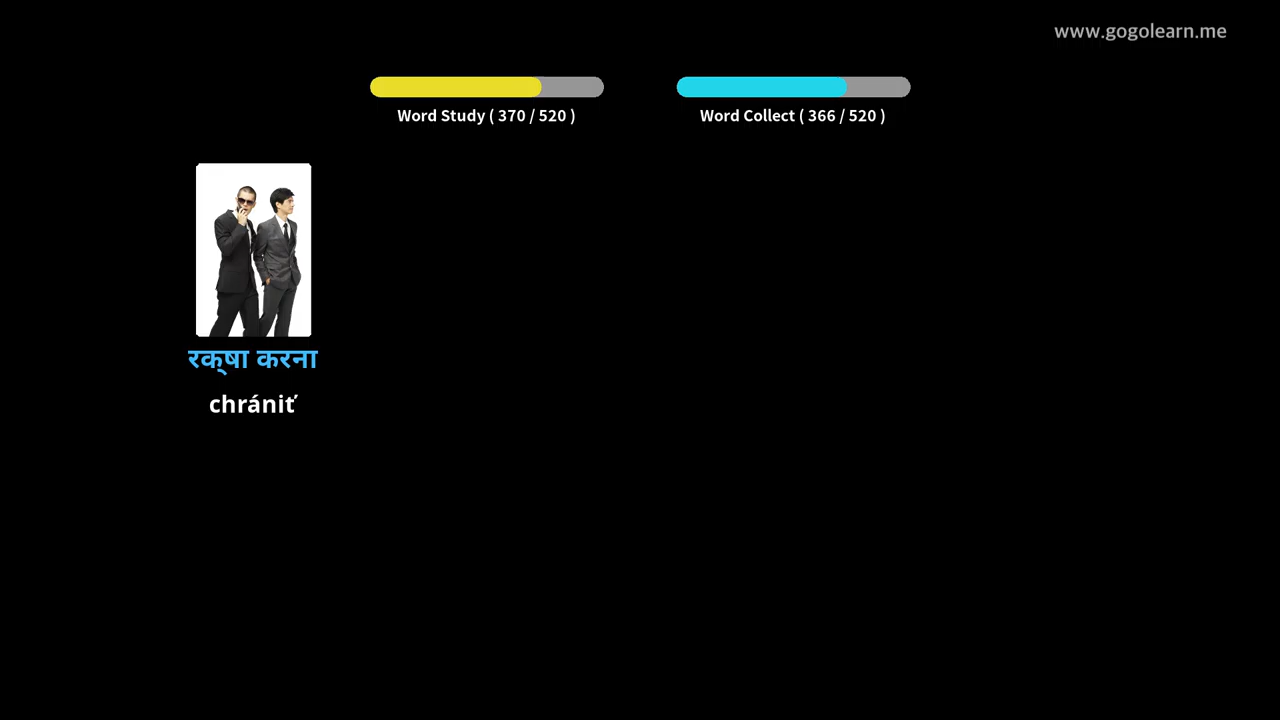 www.gogolearn.me
Word Study ( 370 / 520 )
Word Collect ( 366 / 520 )
रक्षा करना
chrániť